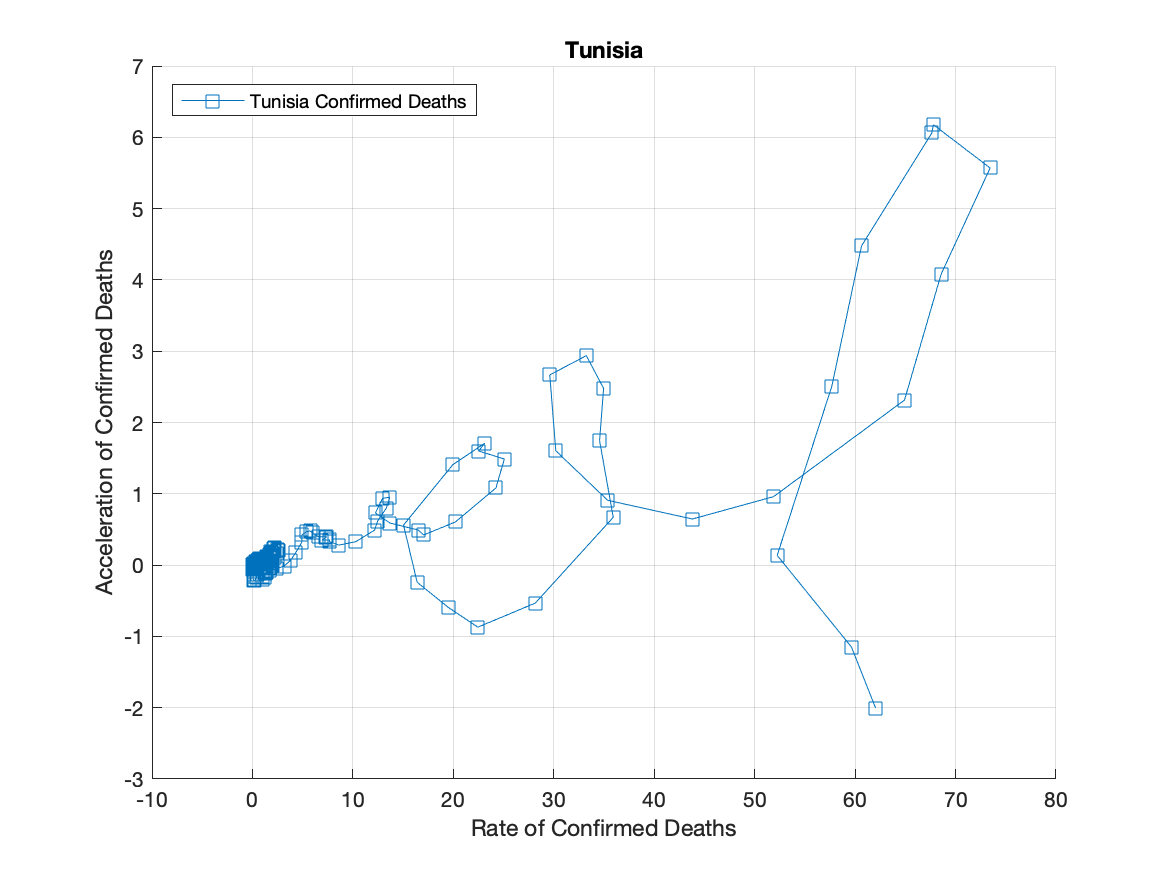 Tunisia
7
Tunisia Confirmed Deaths
6
5
4
3
2
1
0
-1
-2
-3
Acceleration of Confirmed Deaths
-10 0 10 20 30 40 50 60 70 80
Rate of Confirmed Deaths